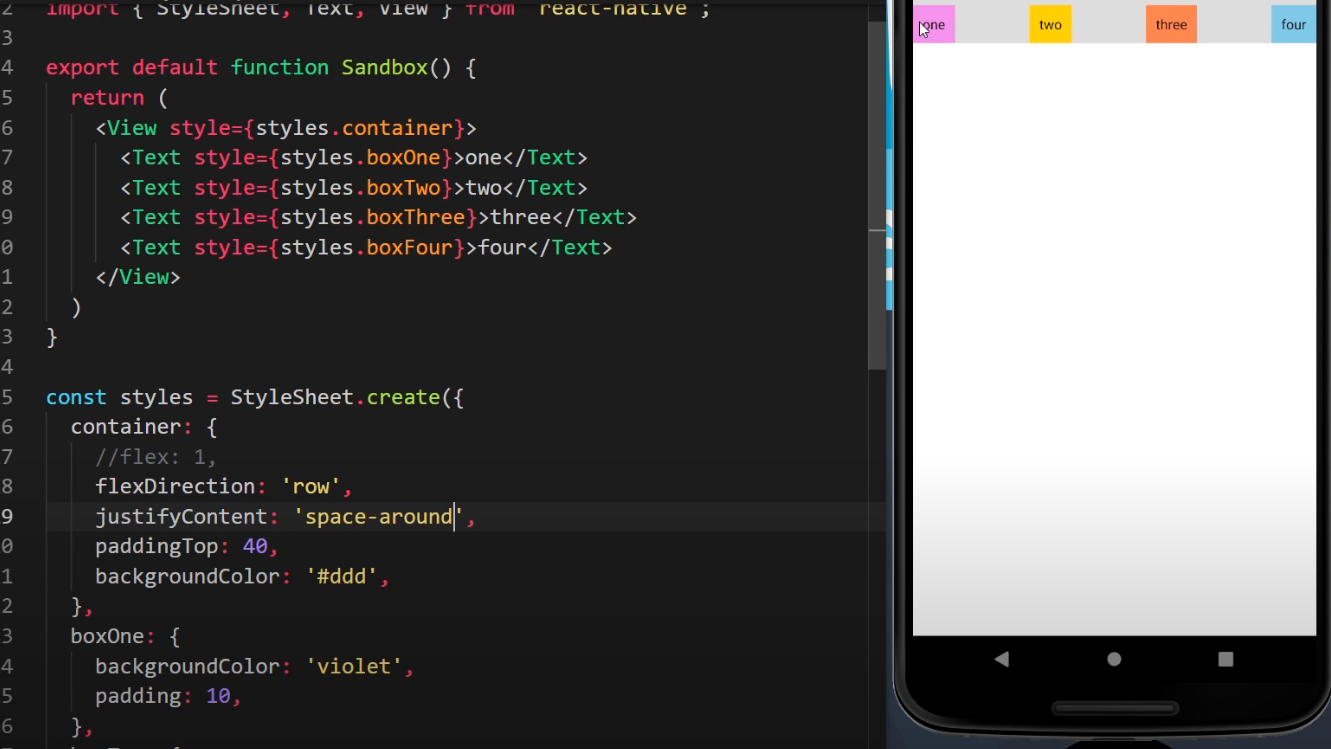 2 import { StyleSheet, Text, View } from 'react-native';
3
4 export default function Sandbox() {
5 return (
6 <View style={styles.container}>
7 <Text style={styles.boxOne}>one</Text>
8 <Text style={styles.boxTwo}>two</Text>
9 <Text style={styles.boxThree}>three</Text>
0 <Text style={styles.boxFour}>four</Text>
1 </View>
2 )
3 }
4
5 const styles = StyleSheet.create({
6 container: {
7 //flex: 1,
8 flexDirection: 'row',
9 justifyContent: 'space-around',
0 paddingTop: 40,
1 backgroundColor: '#ddd',
2 },
3 boxOne: {
4 backgroundColor: 'violet',
5 padding: 10,
6 },
one two three four